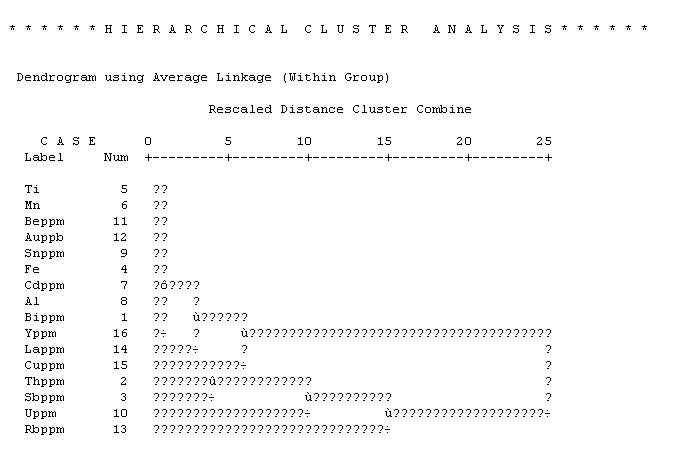 * * * * * * H I E R A R C H I C A L   C L U S T E R   A N A L Y S I S * * * * * *
Dendrogram using Average Linkage (Within Group)
Rescaled Distance Cluster Combine
C A S E      0         5        10        15        20        25
Label     Num  +---------+---------+---------+---------+---------+
Ti          5   ??
Mn          6   ??
Beppm      11   ??
Auppb      12   ??
Snppm       9   ??
Fe          4   ??
Cdppm       7   ?ô????
Al          8   ??   ?
Bippm       1   ??   ù??????
Yppm       16   ?÷   ?     ù??????????????????????????????????????
Lappm      14   ?????÷     ?                                     ?
Cuppm      15   ???????????÷                                     ?
Thppm       2   ???????ù????????????                             ?
Sbppm       3   ???????÷           ù??????????                   ?
Uppm       10   ???????????????????÷         ù???????????????????÷
Rbppm      13   ?????????????????????????????÷